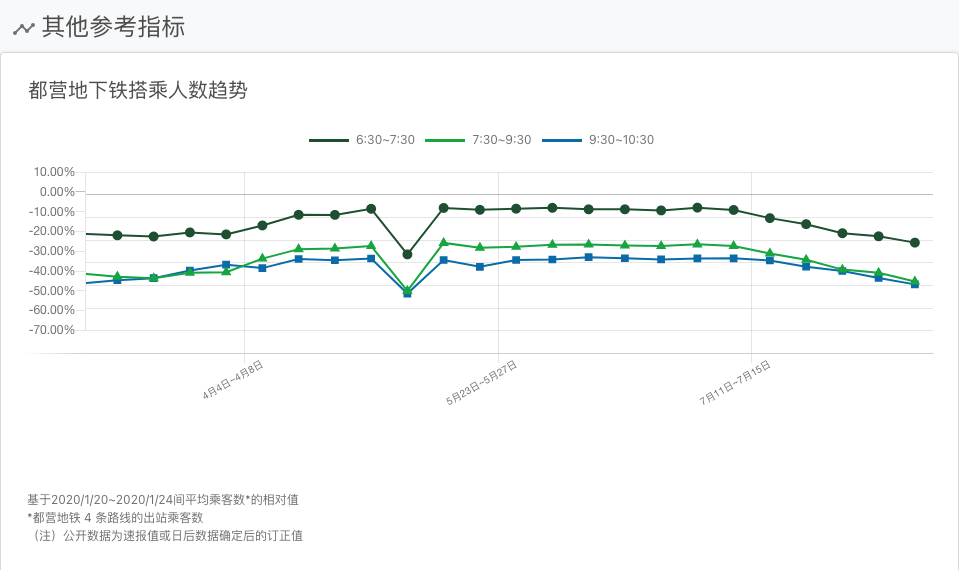 其他参考指标
都营地下铁搭乘人数趋势
6:30~7:30 7:30~9:30 9:30~10:30
10.00%
0.00%
-10.00%
-20.00%
-30.00%
-40.00%
-50.00%
-60.00%
-70.00%
4月4日~4月8日
5月23日~5月27日
7月11日~7月15日
基于2020/1/20~2020/1/24间平均乘客数*的相对值
*都营地铁 4 条路线的出站乘客数
（注）公开数据为速报值或日后数据确定后的订正值